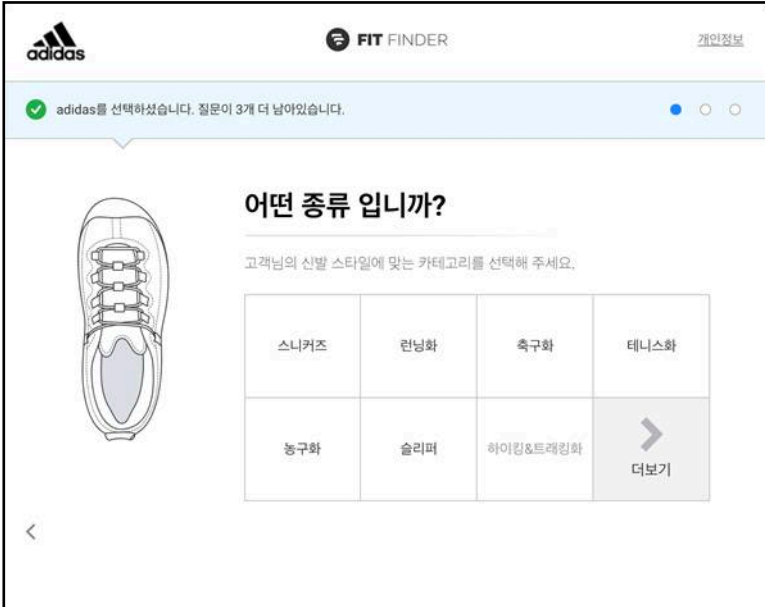 adidas
FIT FINDER
개인정보
adidas를 선택하셨습니다. 질문이 3개 더 남아있습니다.
어떤 종류 입니까?
고객님의 신발 스타일에 맞는 카테고리를 선택해 주세요.
스니커즈
런닝화
축구화
테니스화
농구화
슬리퍼
하이킹&트래킹화
더보기